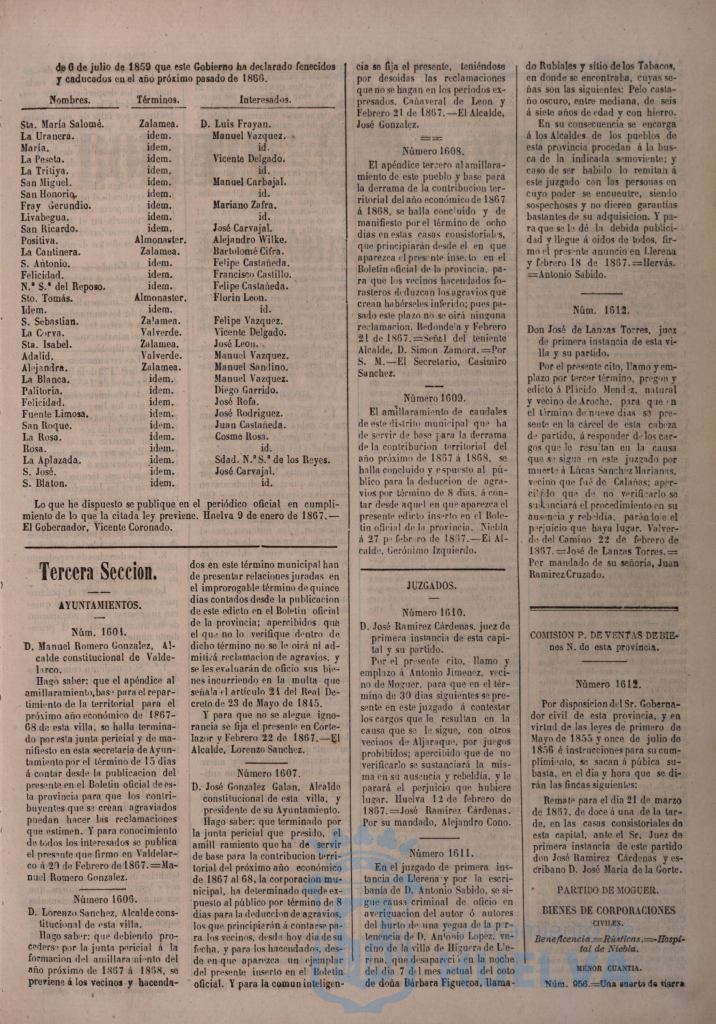 de 6 de julio de 1859 que este Gobierno ha declarado fenecidos
y caducados en el año próximo pasado de 1866.
Nombres. Términos. Interesados.
Sta. María Salomé. Zalamea. D. Luis Frayan.
La Uranera. idem. Manuel Vazquez.
María. idem. id.
La Peseta. idem. Vicente Delgado.
La Tritiya. idem. id.
San Miguel. idem. Manuel Carbajal.
San Honorio. idem. id.
Fray Gerundio. idem. Mariano Zafra.
Livabegua. idem. id.
San Ricardo. idem. José Carvajal.
Positiva. Almonaster. Alejandro Wilke.
La Cantinera. Zalamea. Bartolomé Cifra.
S. Antonio. idem. Felipe Castañeda.
Felicidad. idem. Francisco Castillo.
N.ª S.ª del Reposo. idem. Felipe Castañeda.
Sto. Tomás. Almonaster. Florin Leon.
Idem. idem. id.
S. Sebastian. Zalamea. Felipe Vazquez.
La Corva. Valverde. Vicente Delgado.
Sta. Isabel. Zalamea. José Leon.
Adalid. Valverde. Manuel Vazquez.
Alejandra. Zalamea. Manuel Sandino.
La Blanca. idem. Manuel Vazquez.
Palitoria. idem. Diego Garrido.
Felicidad. idem. José Rofa.
Fuente Limosa. idem. José Rodriguez.
San Roque. idem. Juan Castañeda.
La Rosa. idem. Cosme Rosa.
Rosa. idem. id.
La Aplazada. idem. Sdad. N.ª S.ª de los Reyes.
S. José. idem. José Carvajal.
S. Blaton. idem. id.
Lo que he dispuesto se publique en el periódico oficial en cumpli-
miento de lo que la citada ley previene. Huelva 9 de enero de 1867.—
El Gobernador, Vicente Coronado.
Tercera Seccion.
AYUNTAMIENTOS.
Núm. 1604.
D. Manuel Romero Gonzalez, Al-
calde constitucional de Valde-
larco.
Hago saber: que el apéndice al
amillaramiento, base para el repar-
timiento de la territorial para el
próximo año económico de 1867-
68 de esta villa, se halla termina-
do por esta junta pericial y de ma-
nifiesto en esta secretaría de Ayun-
tamiento por el término de 15 dias
á contar desde la publicacion del
presente en el Boletin oficial de es-
ta provincia para que los contri-
buyentes que se crean agraviados
puedan hacer las reclamaciones
que estimen. Y para conocimiento
de todos los interesados se publica
el presente que firmo en Valdelar-
co á 20 de Febrero de 1867.=Ma-
nuel Romero Gonzalez.
Número 1606.
D. Lorenzo Sanchez, Alcalde cons-
titucional de esta villa.
Hago saber: que debiendo pro-
cederse por la junta pericial á la
formacion del amillaramiento del
año próximo de 1867 á 1868, se
previene á los vecinos y hacenda-
dos en este término municipal han
de presentar relaciones juradas en
el improrogable término de quince
dias contados desde la publicacion
de este edicto en el Boletin oficial
de la provincia; apercibidos que
el que no lo verifique dentro de
dicho término no se le oirá ni ad-
mitirá reclamacion de agravios, y
se les evaluarán de oficio sus bie-
nes incurriendo en la multa que
señala el artículo 24 del Real De-
creto de 23 de Mayo de 1845.
Y para que no se alegue igno-
rancia se fija el presente en Corte-
lazor y Febrero 22 de 1867.—El
Alcalde, Lorenzo Sanchez.
Número 1607.
D. José Gonzalez Galan, Alcalde
constitucional de esta villa, y
presidente de su Ayuntamiento.
Hago saber: que terminado por
la junta pericial que presido, el
amillaramiento que ha de servir
de base para la contribucion terri-
torial del próximo año económico
de 1867 al 68, la corporacion mu-
nicipal, ha determinado quede ex-
puesto al público por término de 8
dias para la deduccion de agravios,
los que principiarán á contarse pa-
ra los vecinos, desde hoy dia de su
fecha, y para los hacendados, des-
de en que aparezca un ejemplar
del presente inserto en el Boletin
oficial. Y para la comun inteligen-
cia se fija el presente, teniéndose
por desoidas las reclamaciones
que no se hagan en los periodos ex-
presados. Cañaveral de Leon y
Febrero 21 de 1867.—El Alcalde,
José Gonzalez.
Número 1608.
El apéndice tercero al amillara-
miento de este pueblo y base para
la derrama de la contribucion ter-
ritorial del año económico de 1867
á 1868, se halla concluido y de
manifiesto por el término de ocho
dias en estas casas consistoriales,
que principiarán desde el en que
aparezca el presente inserto en el
Boletin oficial de la provincia, pa-
ra que los vecinos hacendados fo-
rasteros deduzcan los agravios que
crean habérseles inferido; pues pa-
sado este plazo no se oirá ninguna
reclamacion. Redondela y Febrero
21 de 1867.=Señal del teniente
Alcalde, D. Simon Zamora.=Por
S. M.—El Secretario, Casimiro
Sanchez.
Número 1609.
El amillaramiento de caudales
de este distrito municipal que ha
de servir de base para la derrama
de la contribucion territorial del
año próximo de 1867 á 1868, se
halla concluido y espuesto al pú-
blico para la deduccion de agra-
vios por término de 8 dias, á con-
tar desde aquel en que aparezca el
presente edicto inserto en el Bole-
tin oficial de la provincia. Niebla
á 27 de febrero de 1867.—El Al-
calde, Gerónimo Izquierdo.
JUZGADOS.
Número 1610.
D. José Ramirez Cárdenas, juez de
primera instancia de esta capi-
tal y su partido.
Por el presente cito, llamo y
emplazo á Antonio Jimenez, veci-
no de Moguer, para que en el tér-
mino de 30 dias siguientes se pre-
sente en este juzgado á contestar
los cargos que le resultan en la
causa que se le sigue, con otros
vecinos de Aljaraque, por juegos
prohibidos; apercibido que de no
verificarlo se sustanciará la mis-
ma en su ausencia y rebeldía, y le
parará el perjuicio que hubiere
lugar. Huelva 12 de febrero de
1867.—José Ramirez Cárdenas.
Por su mandado, Alejandro Cono.
Número 1611.
En el juzgado de primera ins-
tancia de Llerena y por la escriba-
nía de D. Antonio Sabido, se si-
gue causa criminal de oficio en
averiguacion del autor ó autores
del hurto de una yegua de la per-
tenencia de D. Antonio Lopez, ve-
cino de la villa de Higuera de Lle-
rena, que desapareció en la noche
del dia 7 del mes actual del coto
de doña Bárbara Figueroa, llama-
do Rubiales y sitio de los Tabacos,
en donde se encontraba, cuyas se-
ñas son las siguientes: Pelo casta-
ño oscuro, entre mediana, de seis
á siete años de edad y con hierro.
En su consecuencia se encarga
á los Alcaldes de los pueblos de
esta provincia procedan á la bus-
ca de la indicada semoviente; y
caso de ser habido lo remitan á
este juzgado con las personas en
cuyo poder se encuentre, siendo
sospechosas y no dieren garantías
bastantes de su adquisicion. Y pa-
ra que se le dé la debida publici-
dad y llegue á oidos de todos, fir-
ma el presente anuncio en Llerena
y febrero 18 de 1867.=Hervás.
=Antonio Sabido.
Núm. 1612.
Don José de Lanzas Torres, juez
de primera instancia de esta vi-
lla y su partido.
Por el presente cito, llamo y em-
plazo por tercer término, pregon y
edicto á Plácido Mendez, natural
y vecino de Aroche, para que en
el término de nueve dias se pre-
sente en la cárcel de esta cabeza
de partido, á responder de los car-
gos que le resultan en la causa
que se sigue en este juzgado por
muerte á Lúcas Sanchez Marianas,
vecino que fué de Calañas; aper-
cibido que de no verificarlo se
sustanciará el procedimiento en su
ausencia y rebeldía, parándole el
perjuicio que haya lugar. Valver-
de del Camino 22 de febrero de
1867.=José de Lanzas Torres.=
Por mandado de su señoría, Juan
Ramirez Cruzado.
COMISION P. DE VENTAS DE BIE-
nes N. de esta provincia.
Número 1612.
Por disposicion del Sr. Goberna-
dor civil de esta provincia, y en
virtud de las leyes de primero de
Mayo de 1855 y once de julio de
1856 é instrucciones para su cum-
plimiento, se sacan á púbica su-
basta, en el dia y hora que se di-
rán las fincas siguientes:
Remate para el dia 21 de marzo
de 1867, de doce á una de la tar-
de, en las casas consistoriales de
esta capital, ante el Sr. Juez de
primera instancia de este partido
don José Ramirez Cárdenas y es-
cribano D. José María de la Corte.
PARTIDO DE MOGUER.
BIENES DE CORPORACIONES
CIVILES.
Beneficencia.=Rústicas.=Hospi-
tal de Niebla.
MENOR CUANTIA.
Núm. 956.=Una suerte de tierra